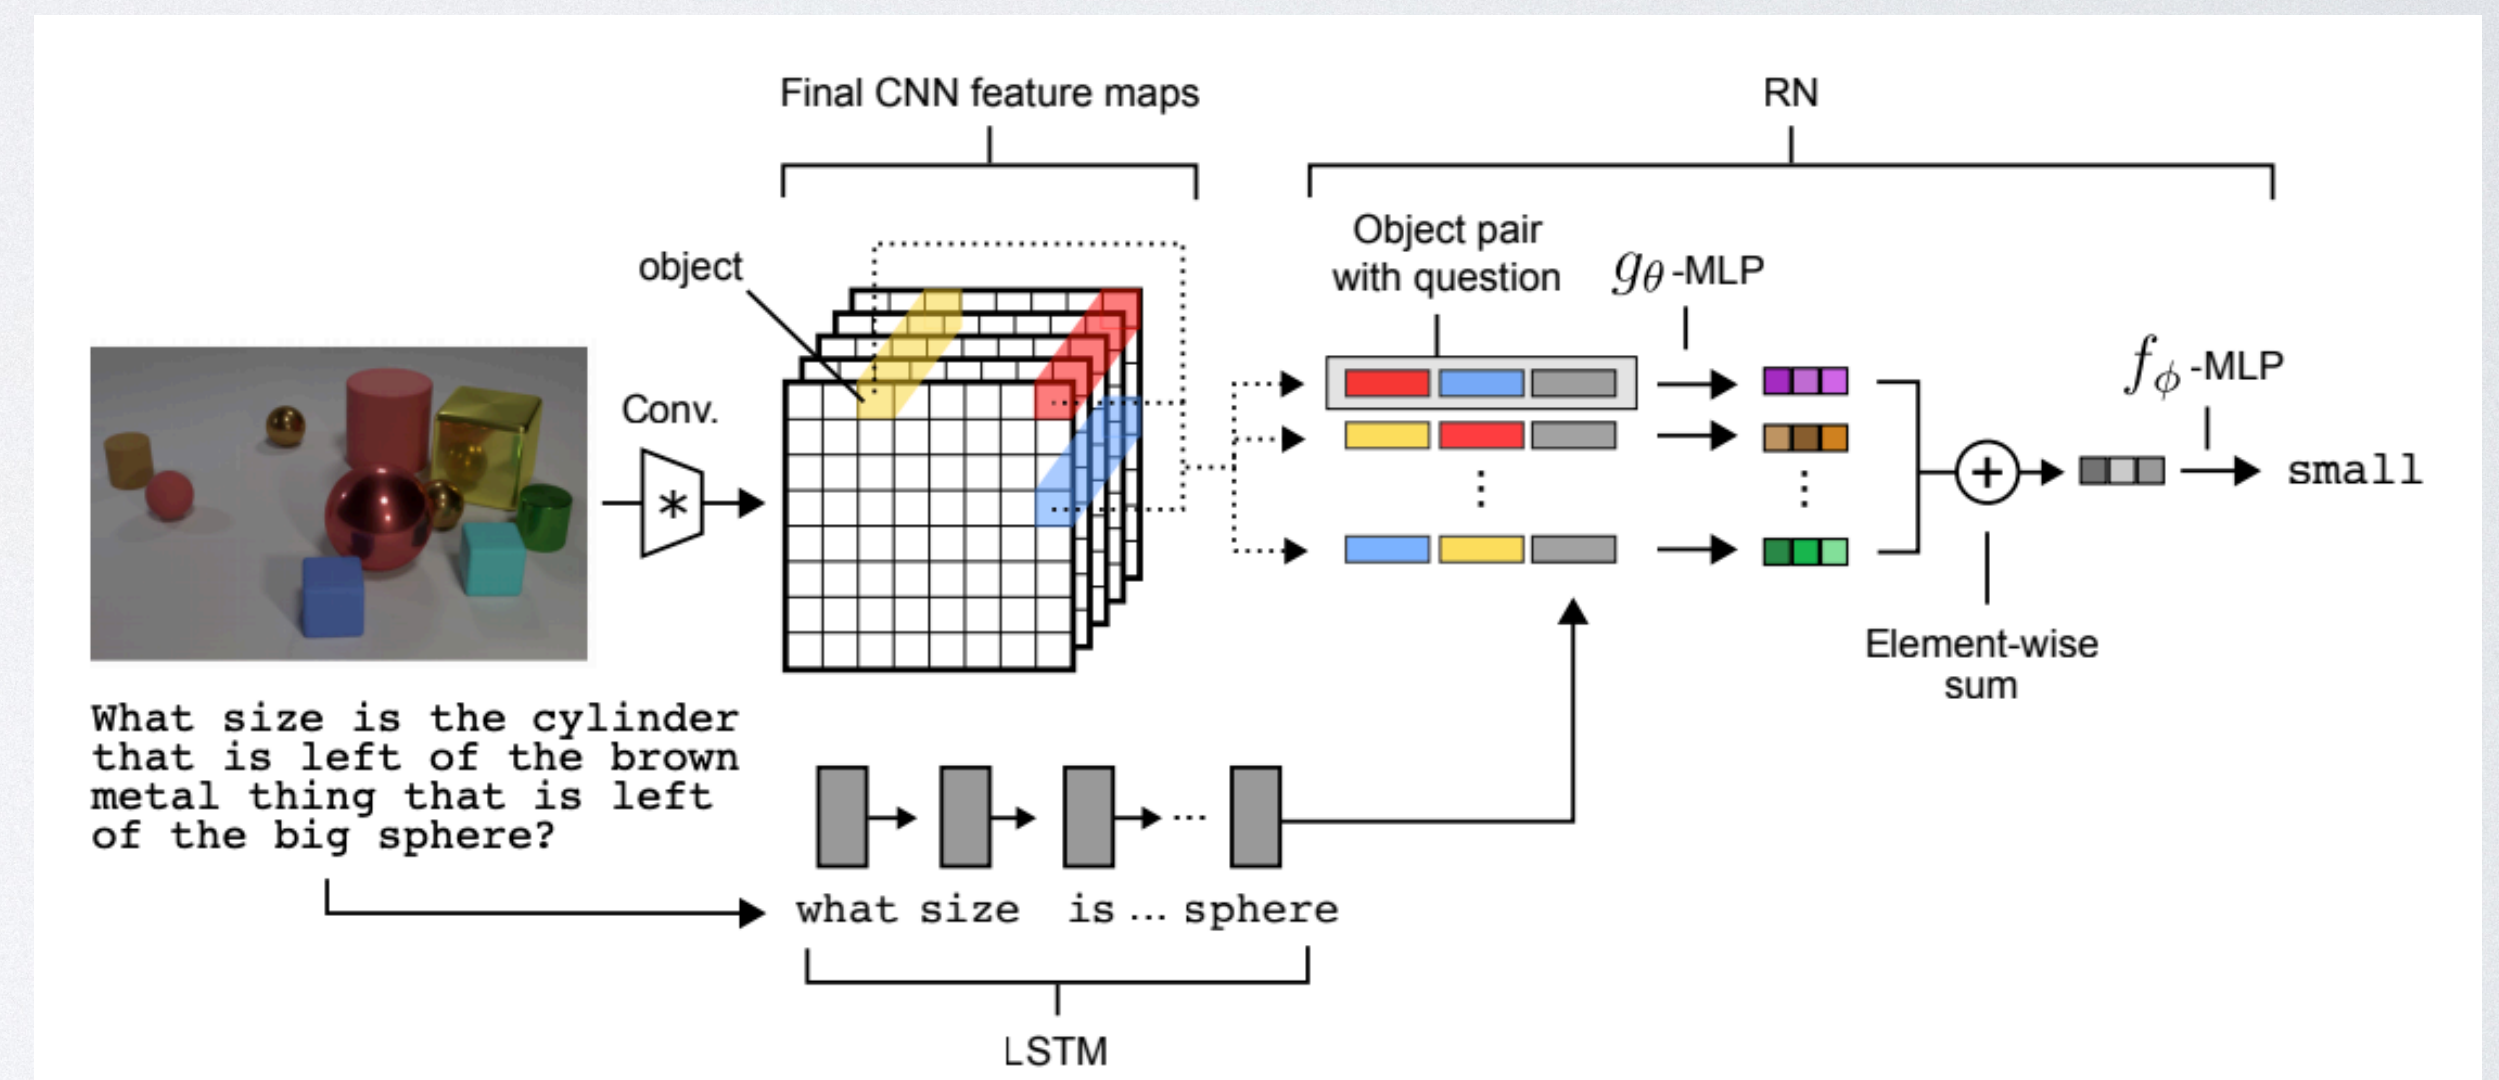 Final CNN feature maps
RN
object
Object pair
with question
gθ-MLP
fϕ-MLP
Conv.
*
+
small
Element-wise
sum
What size is the cylinder
that is left of the brown
metal thing that is left
of the big sphere?
...
what size is ... sphere
LSTM